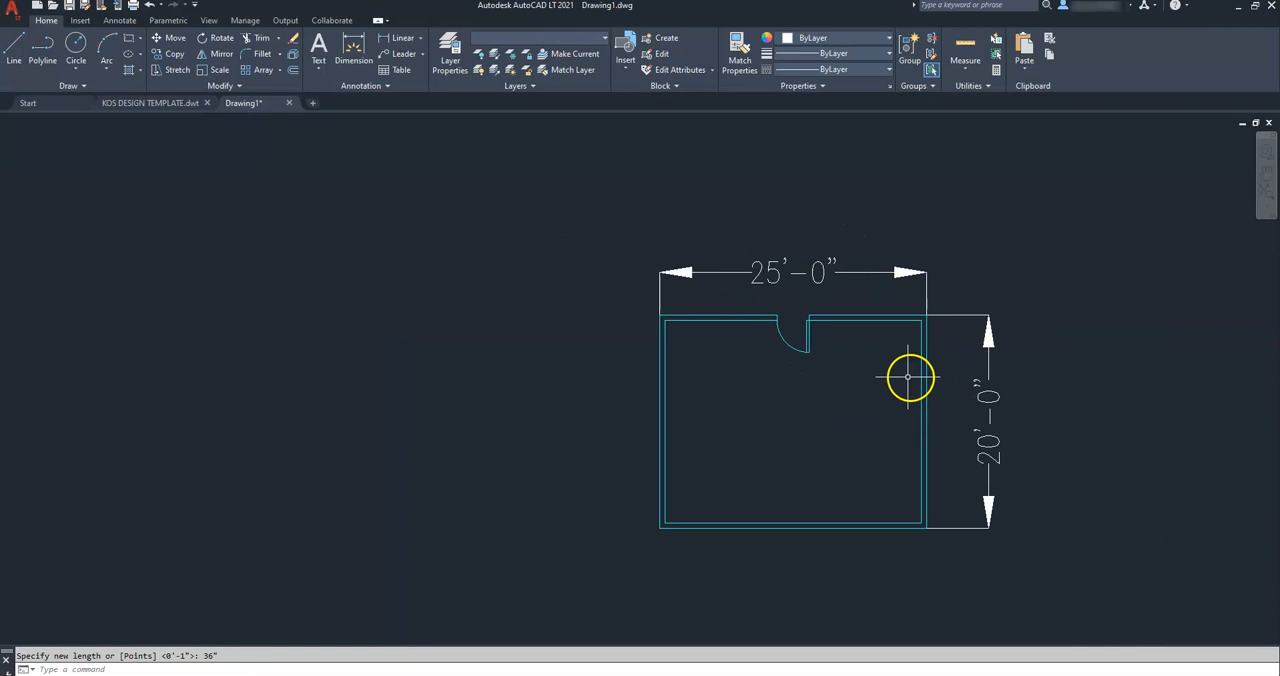 Autodesk AutoCAD LT 2021 Drawing1.dwg
Type a keyword or phrase
LT
Home Insert Annotate Parametric View Manage Output Collaborate
Line Polyline Circle Arc
Move Rotate Trim
Copy Mirror Fillet
Stretch Scale Array
Text Dimension
Linear
Leader
Table
Layer Properties
Make Current
Match Layer
Insert
Create
Edit
Edit Attributes
Match Properties
ByLayer
ByLayer
ByLayer
Group
Measure
Paste
Draw Modify Annotation Layers Block Properties Groups Utilities Clipboard
Start KOS DESIGN TEMPLATE.dwt Drawing1*
25'-0"
20'-0"
Specify new length or [Points] <0'-1">: 36"
Type a command